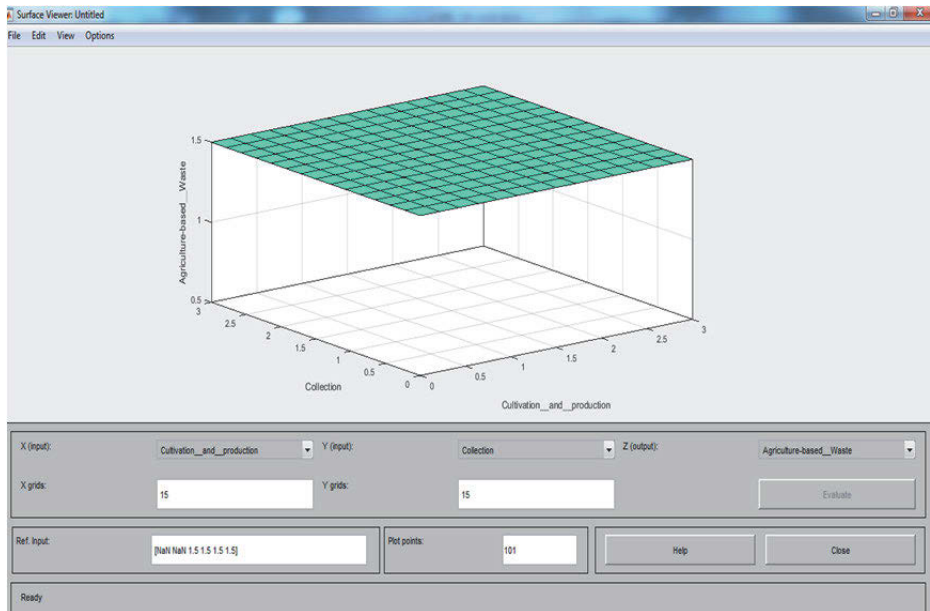 Surface Viewer: Untitled
File Edit View Options
1.5
1
0.5
Agriculture-based__Waste
3
2.5
2
1.5
1
0.5
0
Collection
0
0.5
1
1.5
2
2.5
3
Cultivation__and__production
X (input): Cultivation__and__production Y (input): Collection Z (output): Agriculture-based__Waste
X grids: 15 Y grids: 15 Evaluate
Ref. Input: [NaN NaN 1.5 1.5 1.5 1.5] Plot points: 101 Help Close
Ready